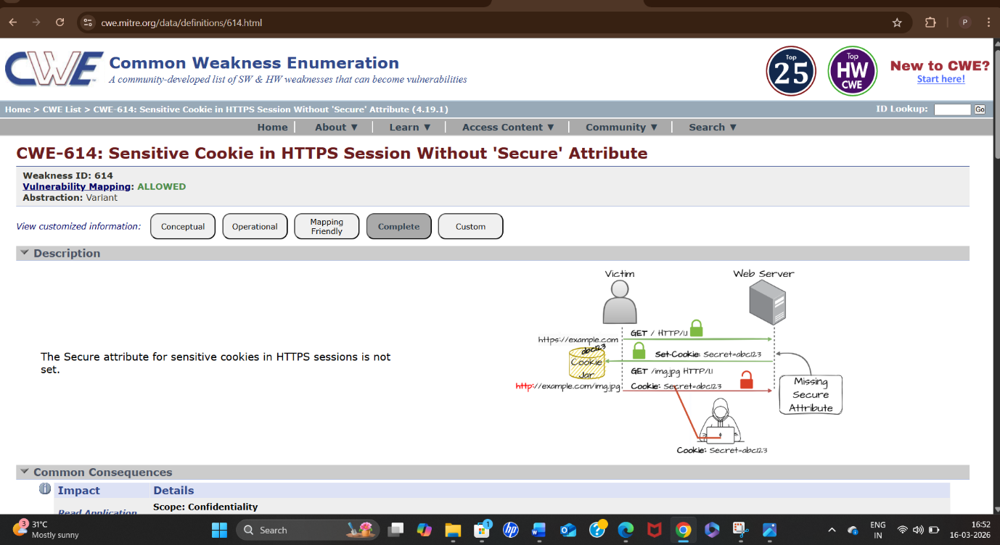 cwe.mitre.org/data/definitions/614.html
P
CWE
Common Weakness Enumeration
A community-developed list of SW & HW weaknesses that can become vulnerabilities
Top
25
Top
HW
CWE
New to CWE?
Start here!
Home > CWE List > CWE-614: Sensitive Cookie in HTTPS Session Without 'Secure' Attribute (4.19.1)
ID Lookup:
Go
Home
About ▼
Learn ▼
Access Content ▼
Community ▼
Search ▼
CWE-614: Sensitive Cookie in HTTPS Session Without 'Secure' Attribute
Weakness ID: 614
Vulnerability Mapping: ALLOWED
Abstraction: Variant
View customized information:
Conceptual
Operational
Mapping
Friendly
Complete
Custom
Description
The Secure attribute for sensitive cookies in HTTPS sessions is not
set.
Victim
Web Server
GET / HTTP/1.1
https://example.com
abc123
Cookie
Jar
Set-Cookie: Secret=abc123
GET /img.jpg HTTP/1.1
http://example.com/img.jpg
Cookie: Secret=abc123
Missing
Secure
Attribute
Cookie: Secret=abc123
Common Consequences
Impact
Details
Read Application
Scope: Confidentiality
3
31°C
Mostly sunny
Search
1
hp
W
O
?
ENG
IN
16:52
16-03-2026